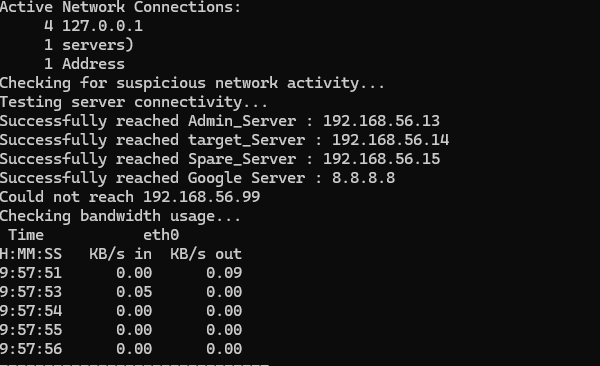 Active Network Connections:
4 127.0.0.1
1 servers)
1 Address
Checking for suspicious network activity...
Testing server connectivity...
Successfully reached Admin_Server : 192.168.56.13
Successfully reached target_Server : 192.168.56.14
Successfully reached Spare_Server : 192.168.56.15
Successfully reached Google Server : 8.8.8.8
Could not reach 192.168.56.99
Checking bandwidth usage...
Time eth0
H:MM:SS KB/s in KB/s out
9:57:51 0.00 0.09
9:57:53 0.05 0.00
9:57:54 0.00 0.00
9:57:55 0.00 0.00
9:57:56 0.00 0.00